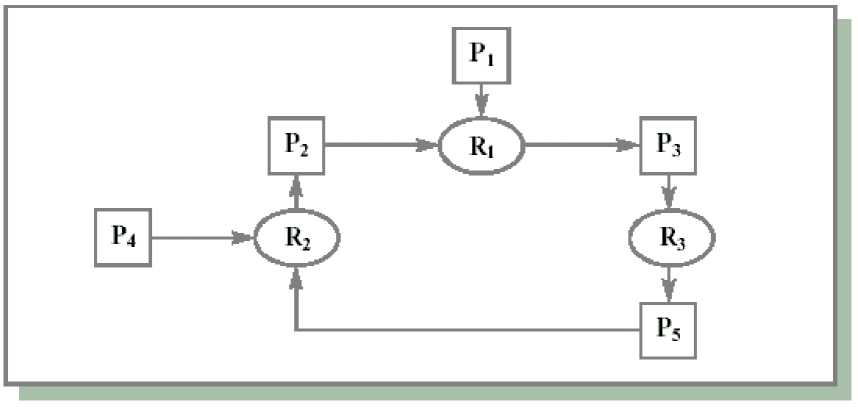 P₁
P₂
R₁
P₃
P₄
R₂
R₃
P₅